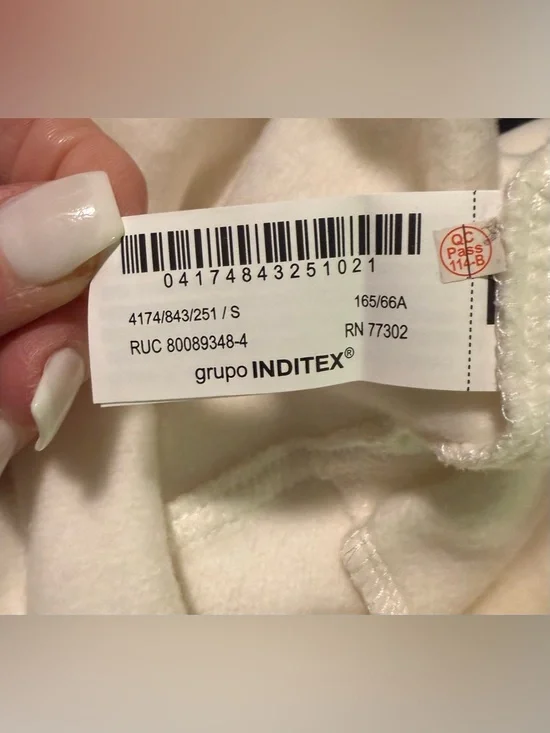 04174843251021
4174/843/251 / S
165/66A
RUC 80089348-4
RN 77302
grupo INDITEX®
QC
Pass
114-B